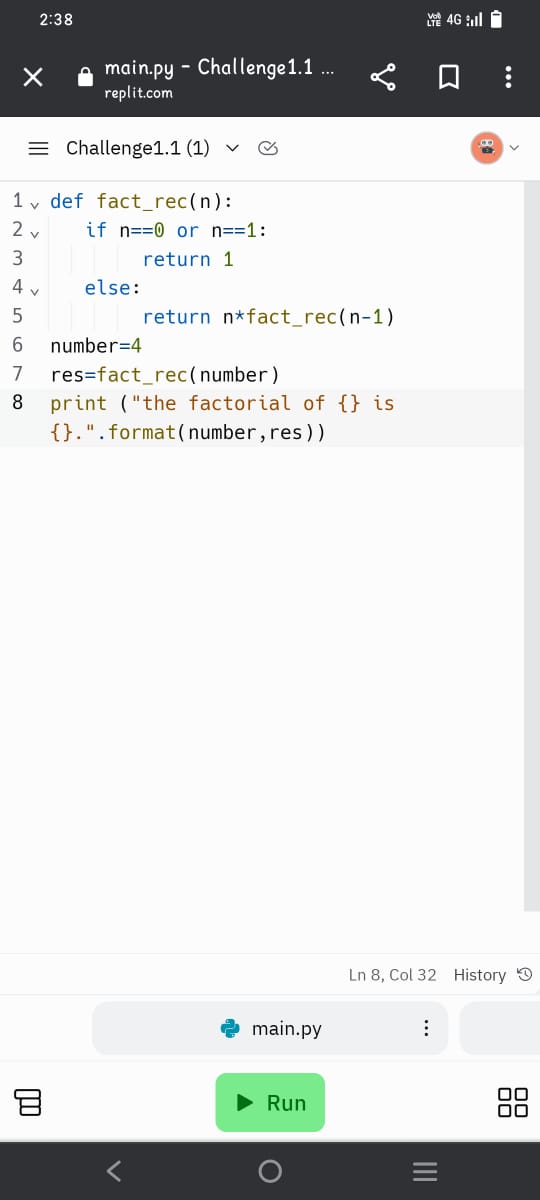 2:38
Vo) LTE 4G
main.py - Challenge1.1 ...
replit.com
Challenge1.1 (1)
1 def fact_rec(n):
2 if n==0 or n==1:
3 return 1
4 else:
5 return n*fact_rec(n-1)
6 number=4
7 res=fact_rec(number)
8 print ("the factorial of {} is
{}.".format(number,res))
Ln 8, Col 32 History
main.py
Run